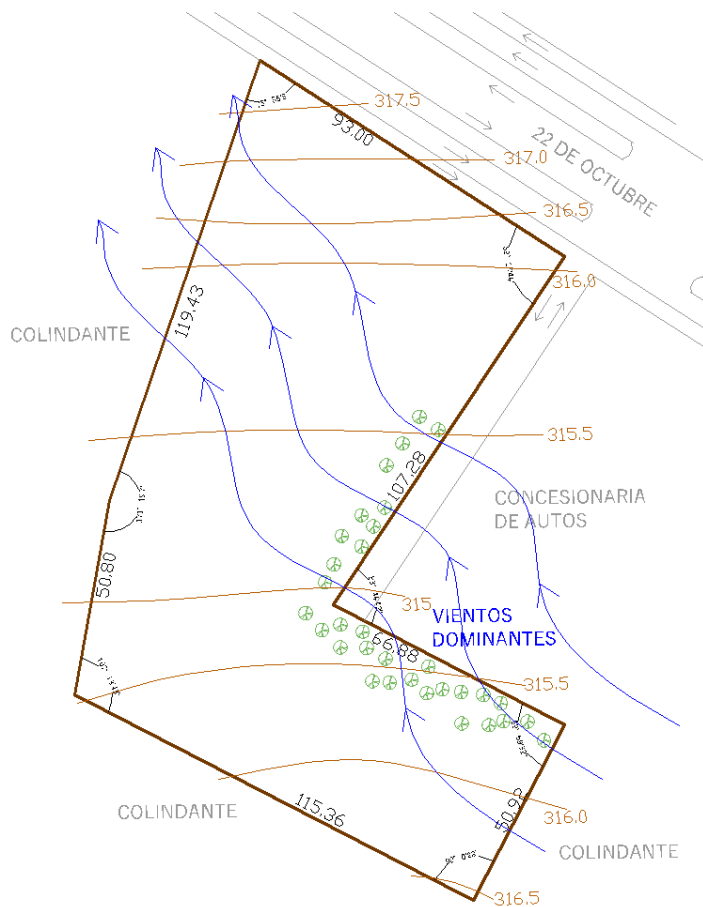 317.5
93.00
317.0
22 DE OCTUBRE
316.5
316.0
119.43
COLINDANTE
315.5
107.28
CONCESIONARIA
DE AUTOS
50.80
315
VIENTOS
DOMINANTES
66.88
315.5
115.36
50.92
316.0
COLINDANTE
COLINDANTE
316.5